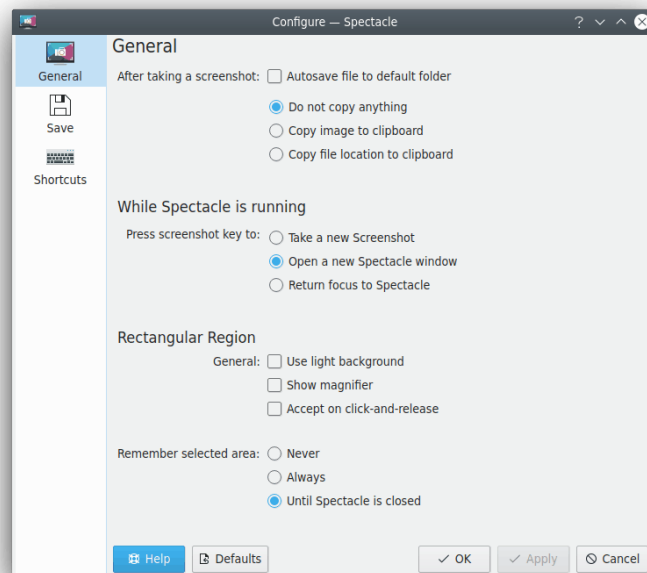 Configure — Spectacle
General
General
Save
Shortcuts
After taking a screenshot: Autosave file to default folder
Do not copy anything
Copy image to clipboard
Copy file location to clipboard
While Spectacle is running
Press screenshot key to: Take a new Screenshot
Open a new Spectacle window
Return focus to Spectacle
Rectangular Region
General: Use light background
Show magnifier
Accept on click-and-release
Remember selected area: Never
Always
Until Spectacle is closed
Help Defaults OK Apply Cancel